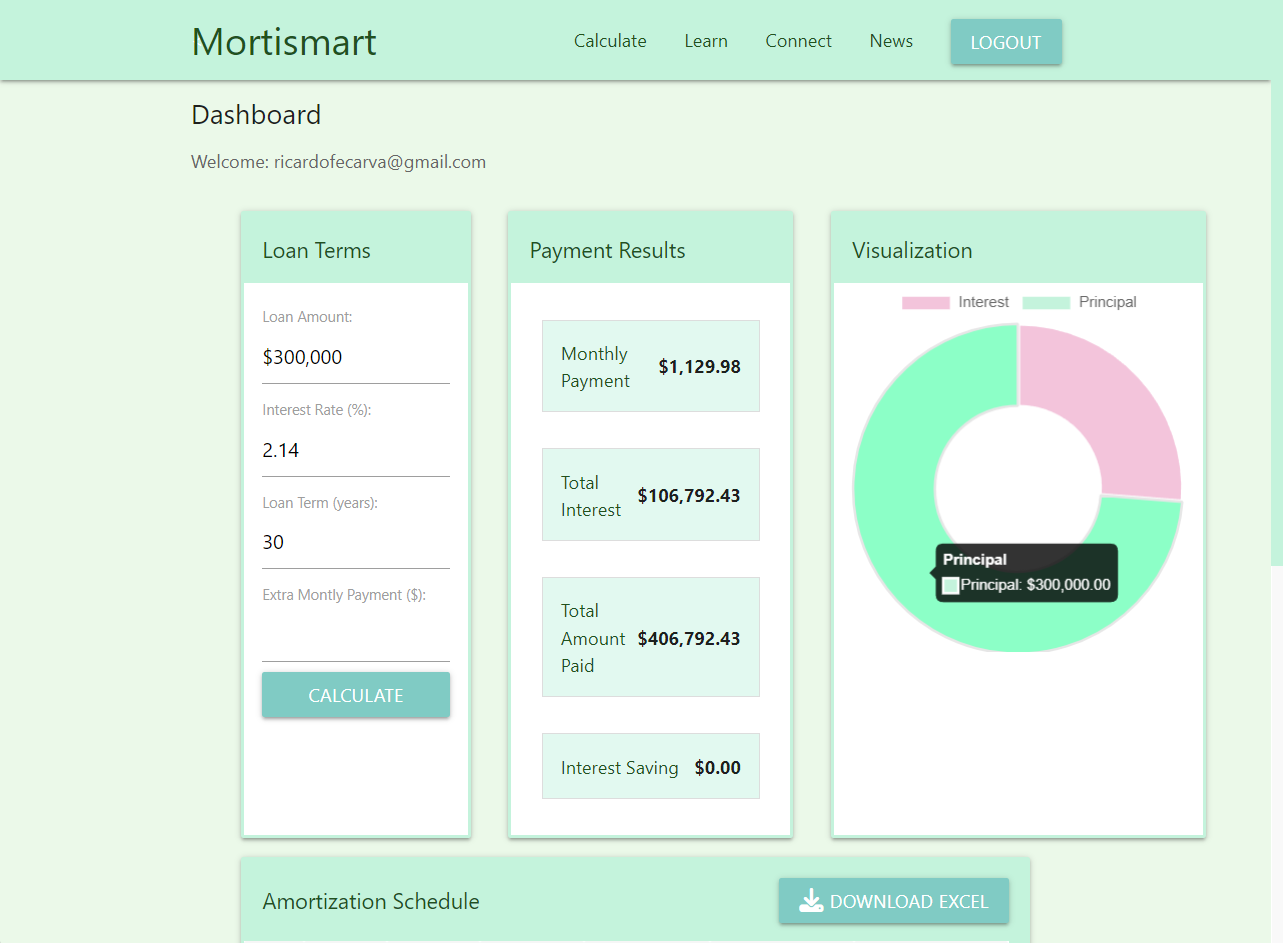 Mortismart
Calculate Learn Connect News LOGOUT
Dashboard
Welcome: ricardofecarva@gmail.com
Loan Terms
Loan Amount:
$300,000
Interest Rate (%):
2.14
Loan Term (years):
30
Extra Montly Payment ($):
CALCULATE
Payment Results
Monthly
Payment
$1,129.98
Total
Interest
$106,792.43
Total
Amount
Paid
$406,792.43
Interest Saving $0.00
Visualization
Interest Principal
Principal
Principal: $300,000.00
Amortization Schedule
DOWNLOAD EXCEL